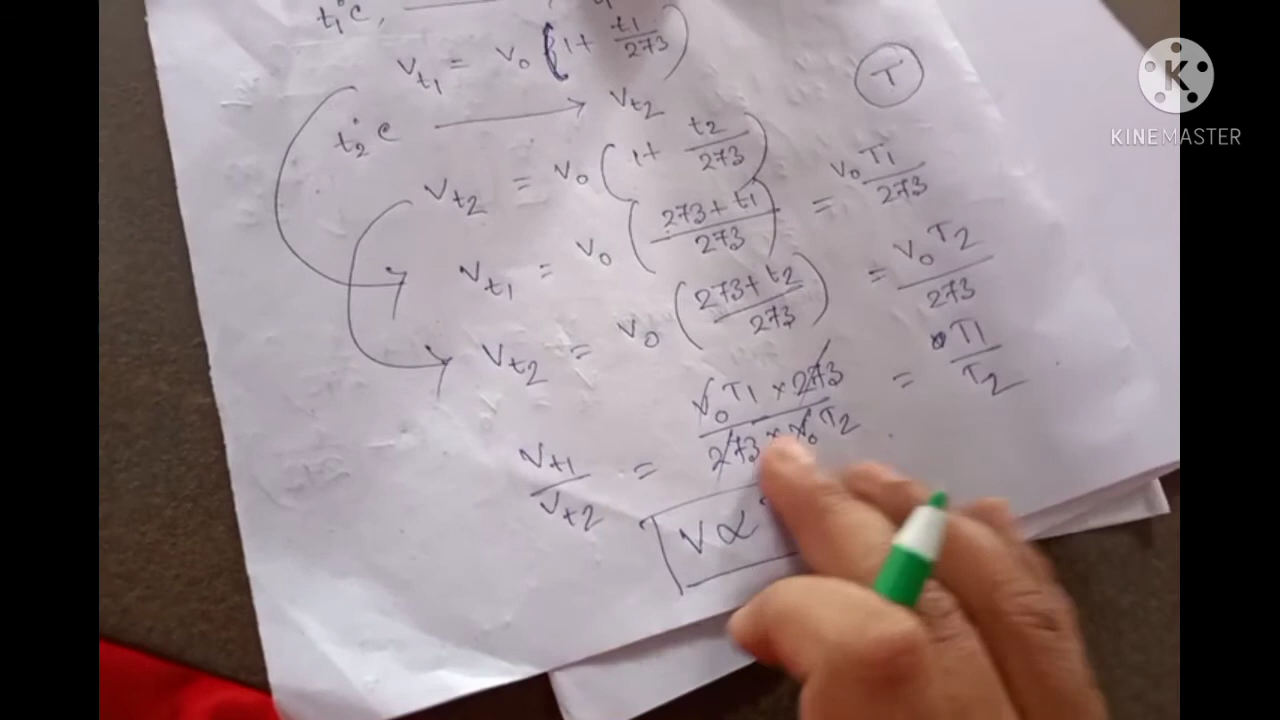 t₁°c,
Vt₁ = V₀ (1 + t1/273)
T
t₂°c → Vt₂
Vt₂ = V₀ (1 + t₂/273)
Vt₁ = V₀ ((273 + t1)/273) = V₀T₁/273
Vt₂ = V₀ ((273 + t₂)/273) = V₀T₂/273
Vt1/Vt2 = (V₀T₁ × 273)/(273 × V₀T₂) = T1/T₂
V ∝
K
KINEMASTER